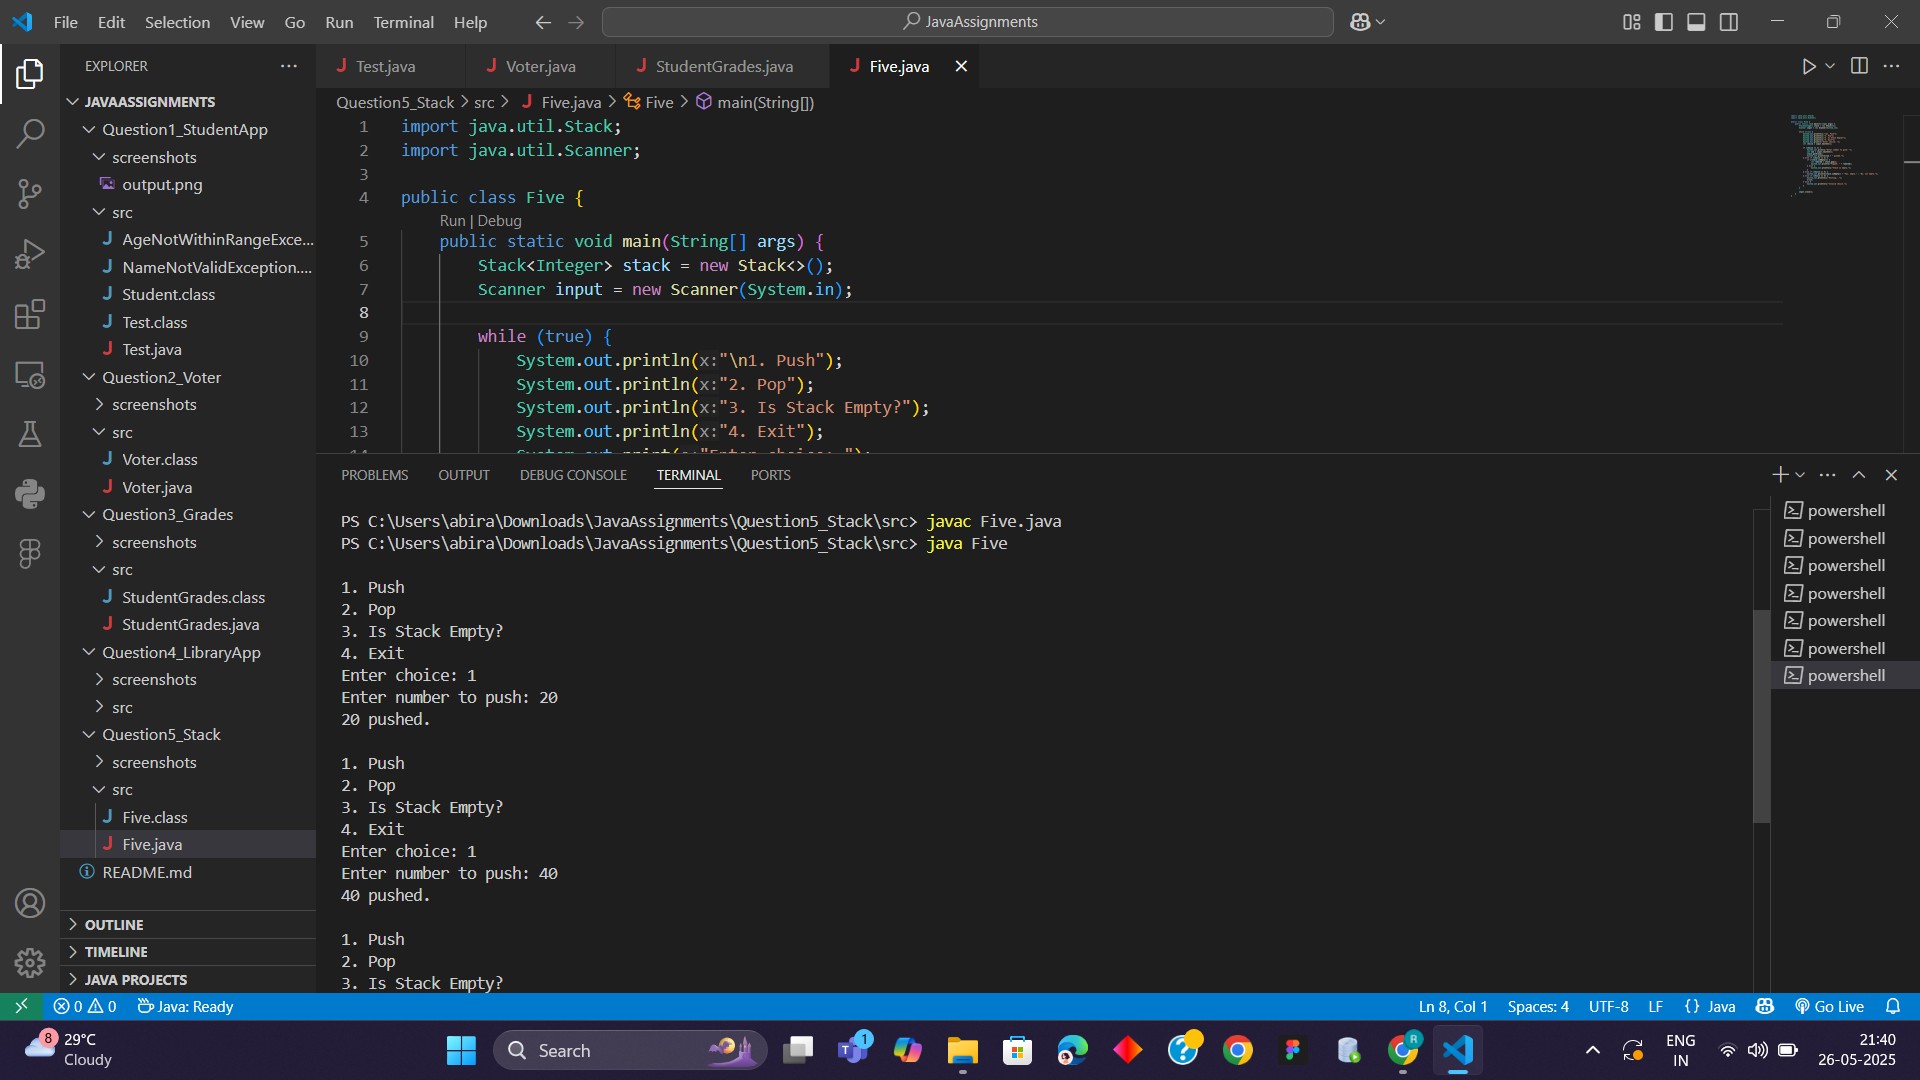 File Edit Selection View Go Run Terminal Help
JavaAssignments
EXPLORER
JAVAASSIGNMENTS
Question1_StudentApp
screenshots
output.png
src
AgeNotWithinRangeExce...
NameNotValidException....
Student.class
Test.class
Test.java
Question2_Voter
screenshots
src
Voter.class
Voter.java
Question3_Grades
screenshots
src
StudentGrades.class
StudentGrades.java
Question4_LibraryApp
screenshots
src
Question5_Stack
screenshots
src
Five.class
Five.java
README.md
OUTLINE
TIMELINE
JAVA PROJECTS
Test.java Voter.java StudentGrades.java Five.java
Question5_Stack > src > Five.java > Five > main(String[])
1 import java.util.Stack;
2 import java.util.Scanner;
3
4 public class Five {
Run | Debug
5 public static void main(String[] args) {
6 Stack<Integer> stack = new Stack<>();
7 Scanner input = new Scanner(System.in);
8
9 while (true) {
10 System.out.println(x:"\n1. Push");
11 System.out.println(x:"2. Pop");
12 System.out.println(x:"3. Is Stack Empty?");
13 System.out.println(x:"4. Exit");
PROBLEMS OUTPUT DEBUG CONSOLE TERMINAL PORTS
PS C:\Users\abira\Downloads\JavaAssignments\Question5_Stack\src> javac Five.java
PS C:\Users\abira\Downloads\JavaAssignments\Question5_Stack\src> java Five
1. Push
2. Pop
3. Is Stack Empty?
4. Exit
Enter choice: 1
Enter number to push: 20
20 pushed.
1. Push
2. Pop
3. Is Stack Empty?
4. Exit
Enter choice: 1
Enter number to push: 40
40 pushed.
1. Push
2. Pop
3. Is Stack Empty?
powershell
powershell
powershell
powershell
powershell
powershell
powershell
0 0 Java: Ready
Ln 8, Col 1 Spaces: 4 UTF-8 LF {} Java Go Live
8
29°C
Cloudy
Search
1
R
ENG
IN
21:40
26-05-2025